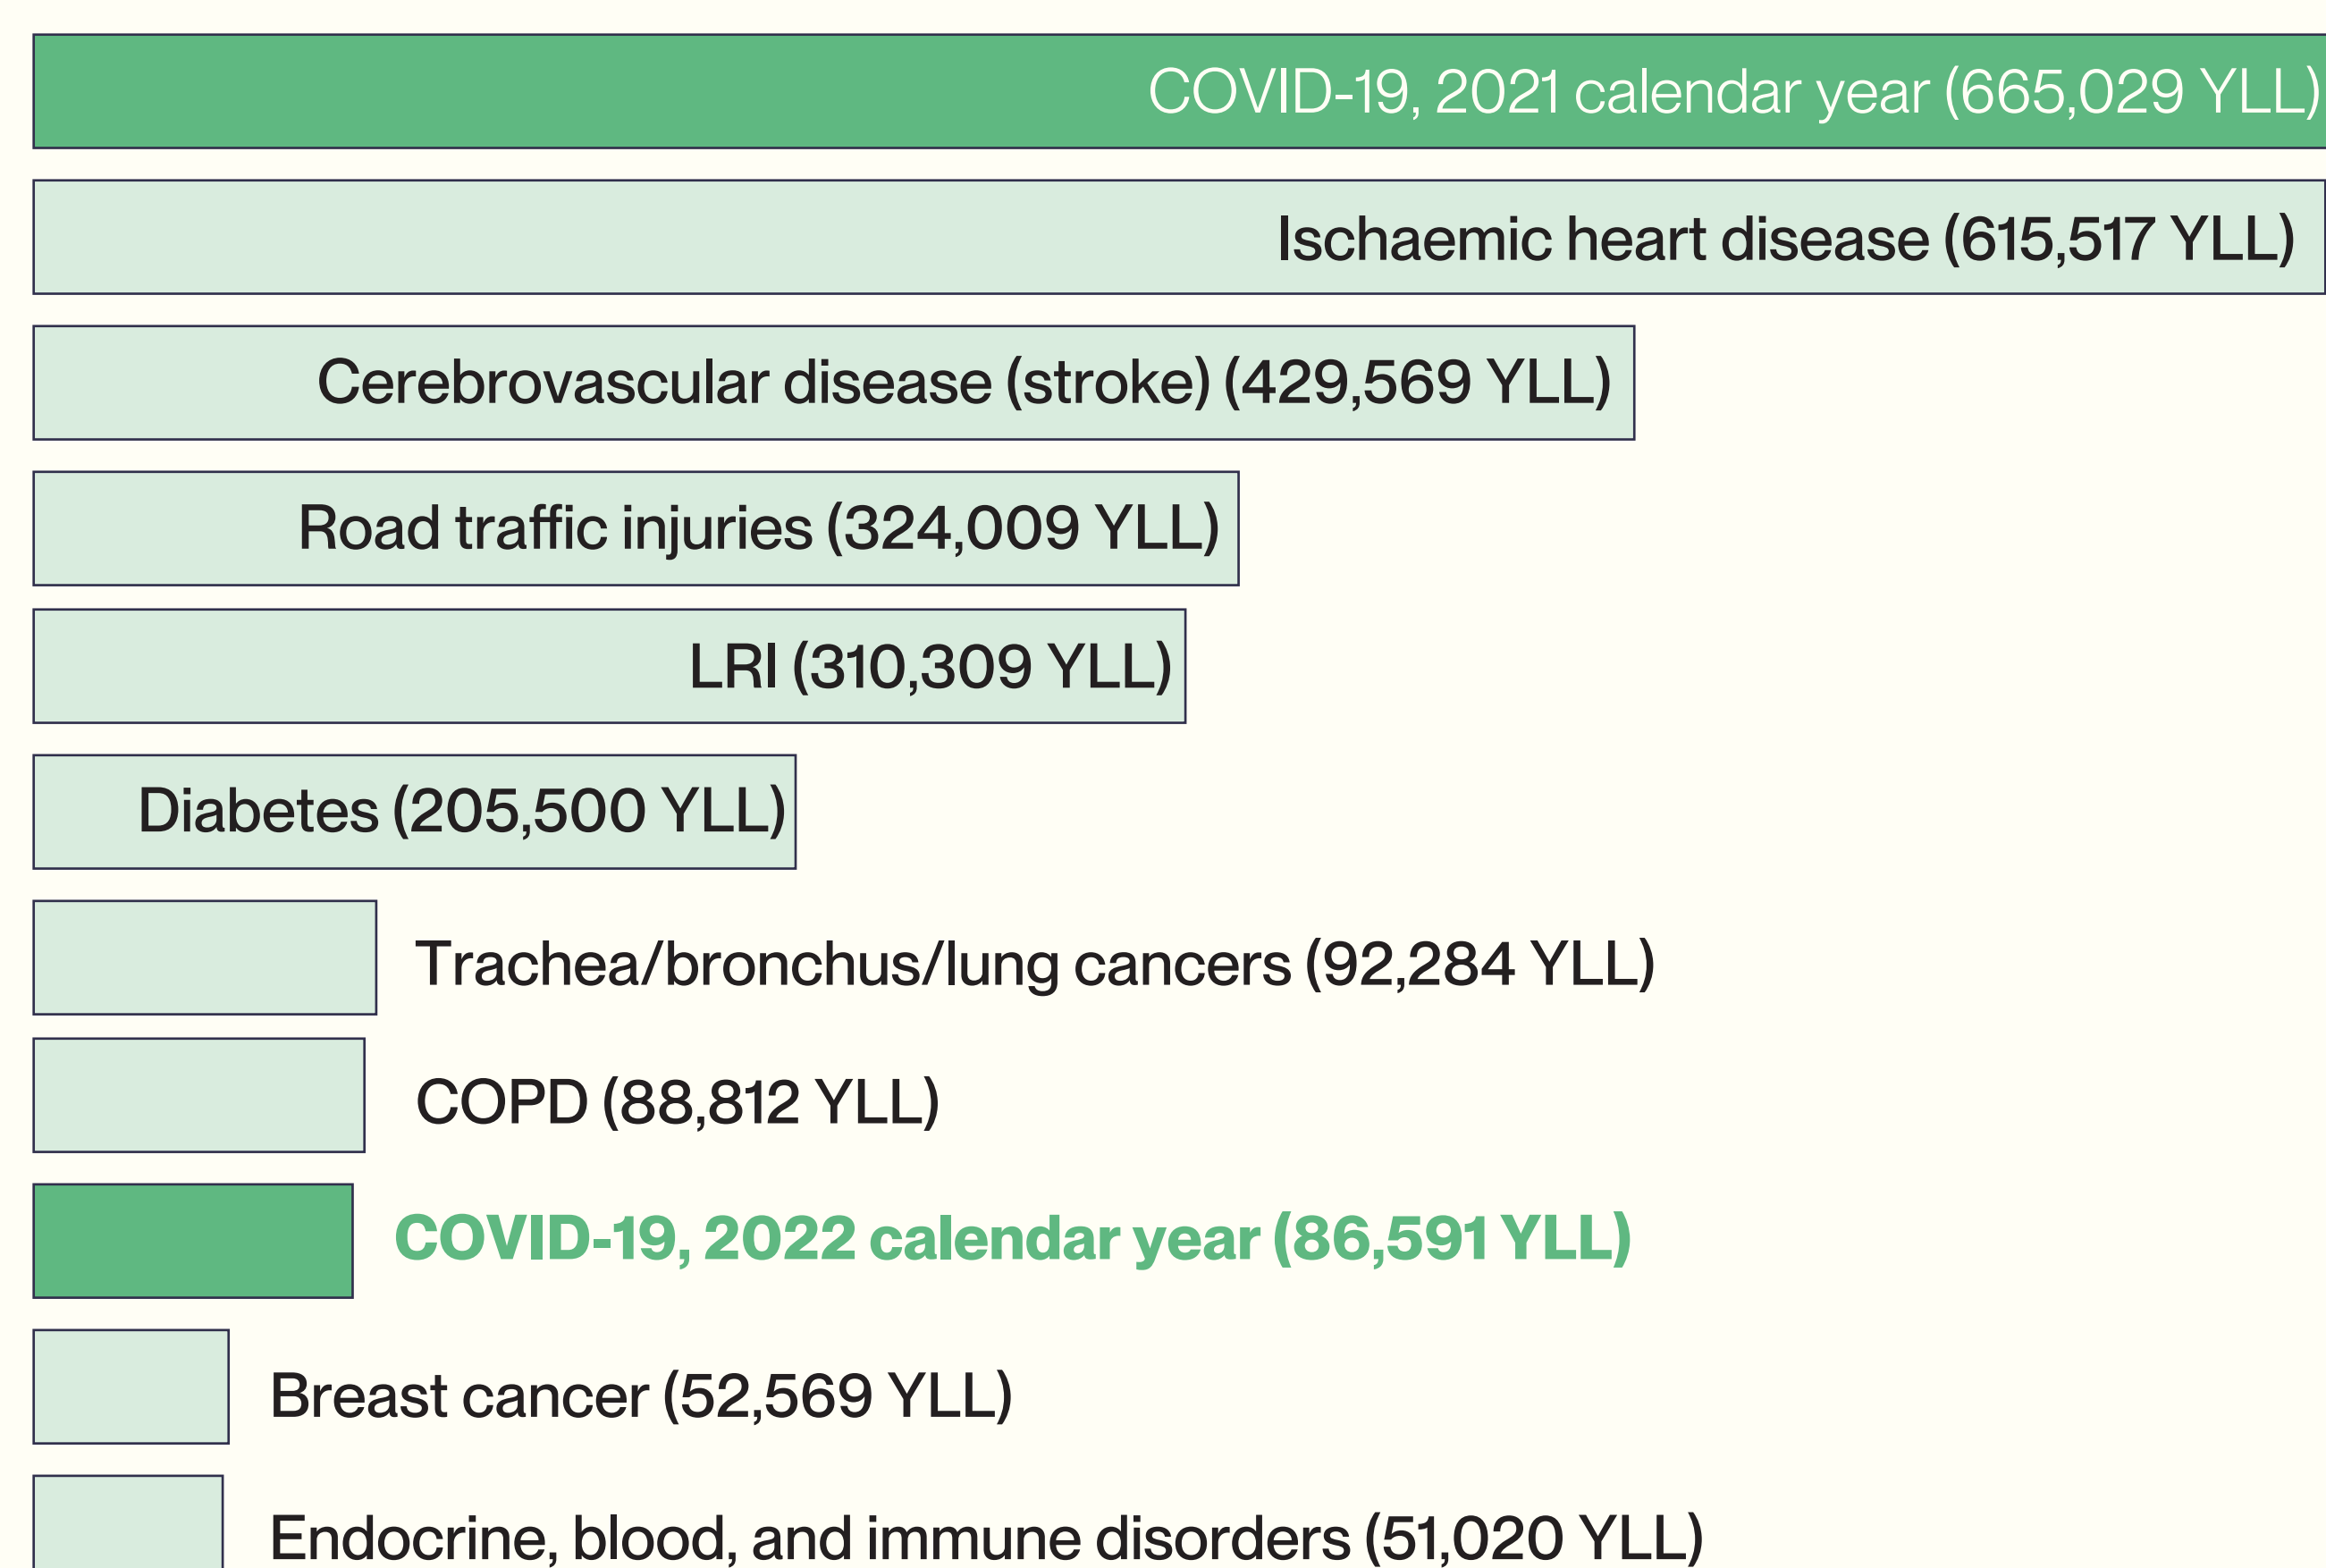 COVID-19, 2021 calendar year (665,029 YLL)
Ischaemic heart disease (615,517 YLL)
Cerebrovascular disease (stroke) (429,569 YLL)
Road traffic injuries (324,009 YLL)
LRI (310,309 YLL)
Diabetes (205,500 YLL)
Trachea/bronchus/lung cancers (92,284 YLL)
COPD (88,812 YLL)
COVID-19, 2022 calendar year (86,591 YLL)
Breast cancer (52,569 YLL)
Endocrine, blood, and immune disorders (51,020 YLL)